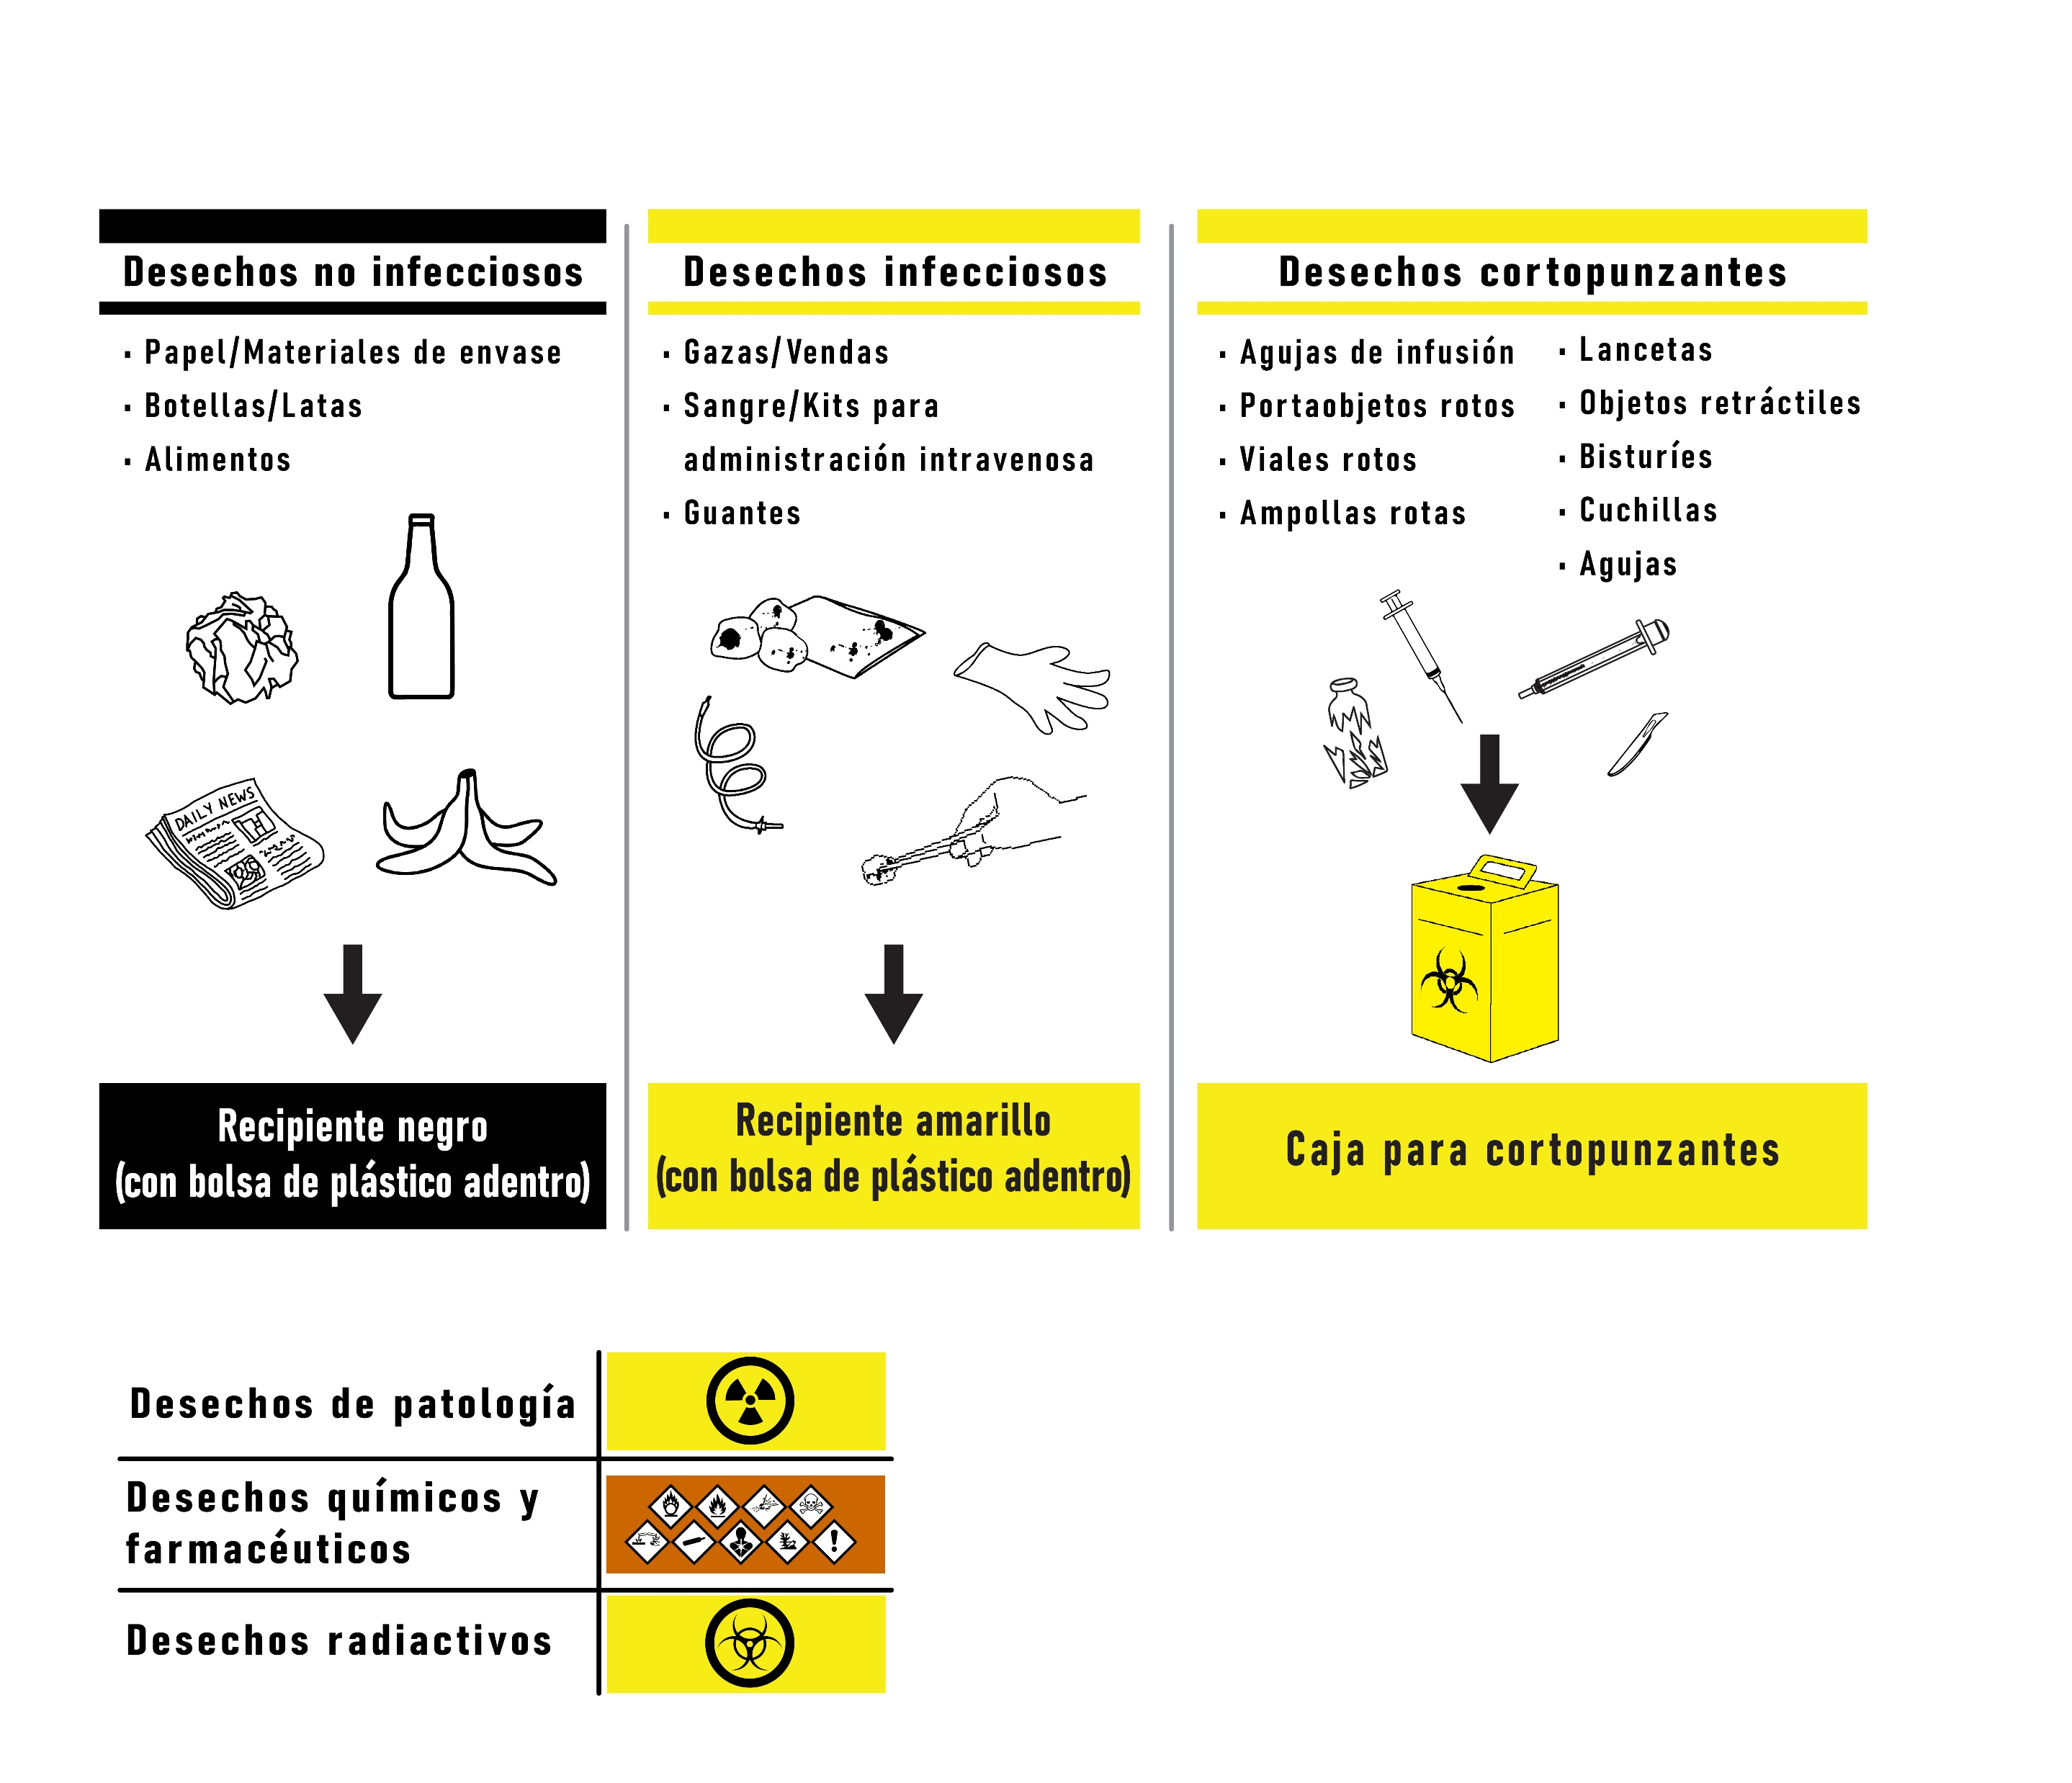 Desechos no infecciosos
· Papel/Materiales de envase
· Botellas/Latas
· Alimentos
DAILY NEWS
Recipiente negro
(con bolsa de plástico adentro)
Desechos infecciosos
· Gazas/Vendas
· Sangre/Kits para
administración intravenosa
· Guantes
Recipiente amarillo
(con bolsa de plástico adentro)
Desechos cortopunzantes
· Agujas de infusión
· Portaobjetos rotos
· Viales rotos
· Ampollas rotas
· Lancetas
· Objetos retráctiles
· Bisturíes
· Cuchillas
· Agujas
Caja para cortopunzantes
Desechos de patología
Desechos químicos y
farmacéuticos
Desechos radiactivos